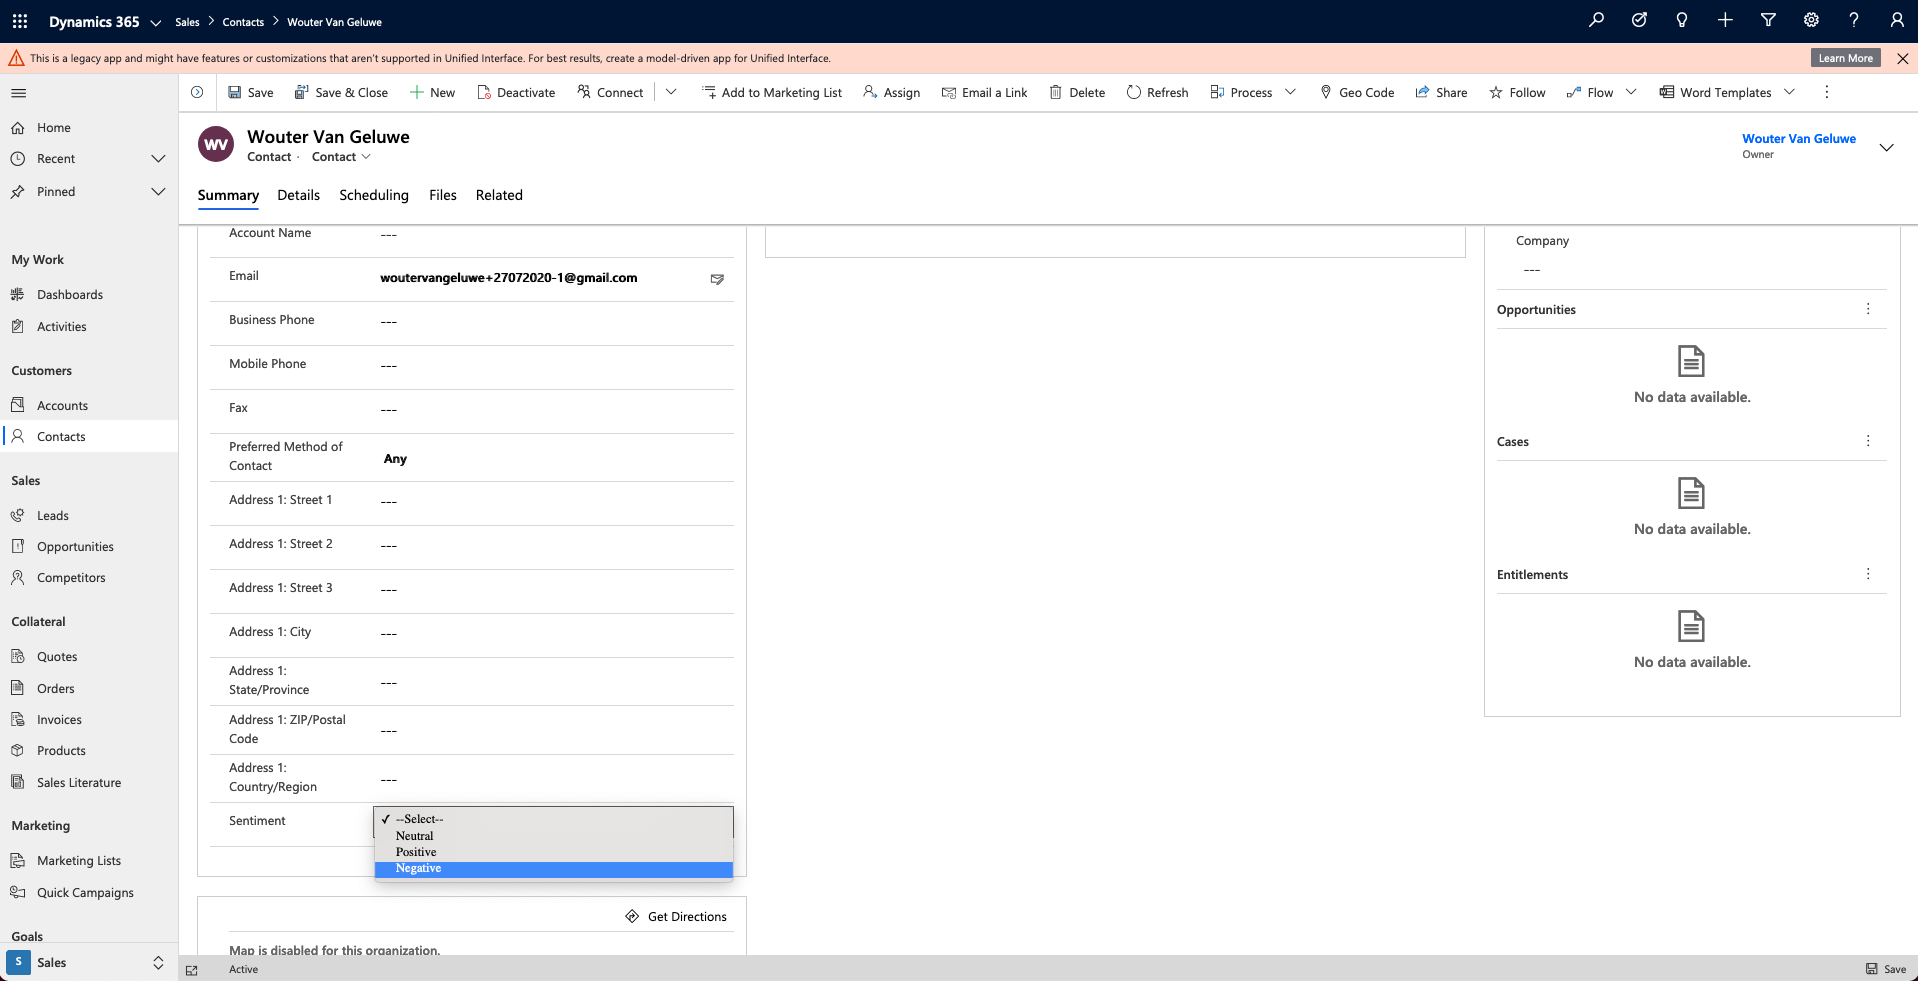 Dynamics 365 Sales > Contacts > Wouter Van Geluwe
This is a legacy app and might have features or customizations that aren't supported in Unified Interface. For best results, create a model-driven app for Unified Interface. Learn More
Save Save & Close New Deactivate Connect Add to Marketing List Assign Email a Link Delete Refresh Process Geo Code Share Follow Flow Word Templates
Home
Recent
Pinned
My Work
Dashboards
Activities
Customers
Accounts
Contacts
Sales
Leads
Opportunities
Competitors
Collateral
Quotes
Orders
Invoices
Products
Sales Literature
Marketing
Marketing Lists
Quick Campaigns
Goals
S Sales
WV
Wouter Van Geluwe
Contact · Contact
Wouter Van Geluwe
Owner
Summary Details Scheduling Files Related
Account Name ---
Email woutervangeluwe+27072020-1@gmail.com
Business Phone ---
Mobile Phone ---
Fax ---
Preferred Method of
Contact
Any
Address 1: Street 1 ---
Address 1: Street 2 ---
Address 1: Street 3 ---
Address 1: City ---
Address 1:
State/Province
---
Address 1: ZIP/Postal
Code
---
Address 1:
Country/Region
---
Sentiment
✓ --Select--
Neutral
Positive
Negative
Get Directions
Map is disabled for this organization.
Company
---
Opportunities
No data available.
Cases
No data available.
Entitlements
No data available.
Active
Save